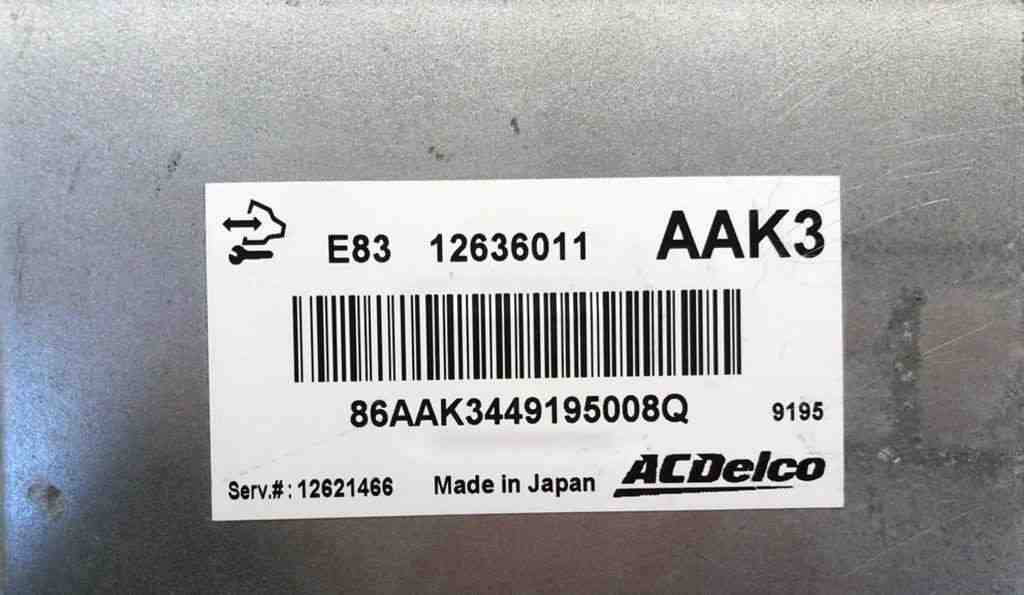 E83 12636011 AAK3
86AAK3449195008Q 9195
Serv.#: 12621466 Made in Japan ACDelco